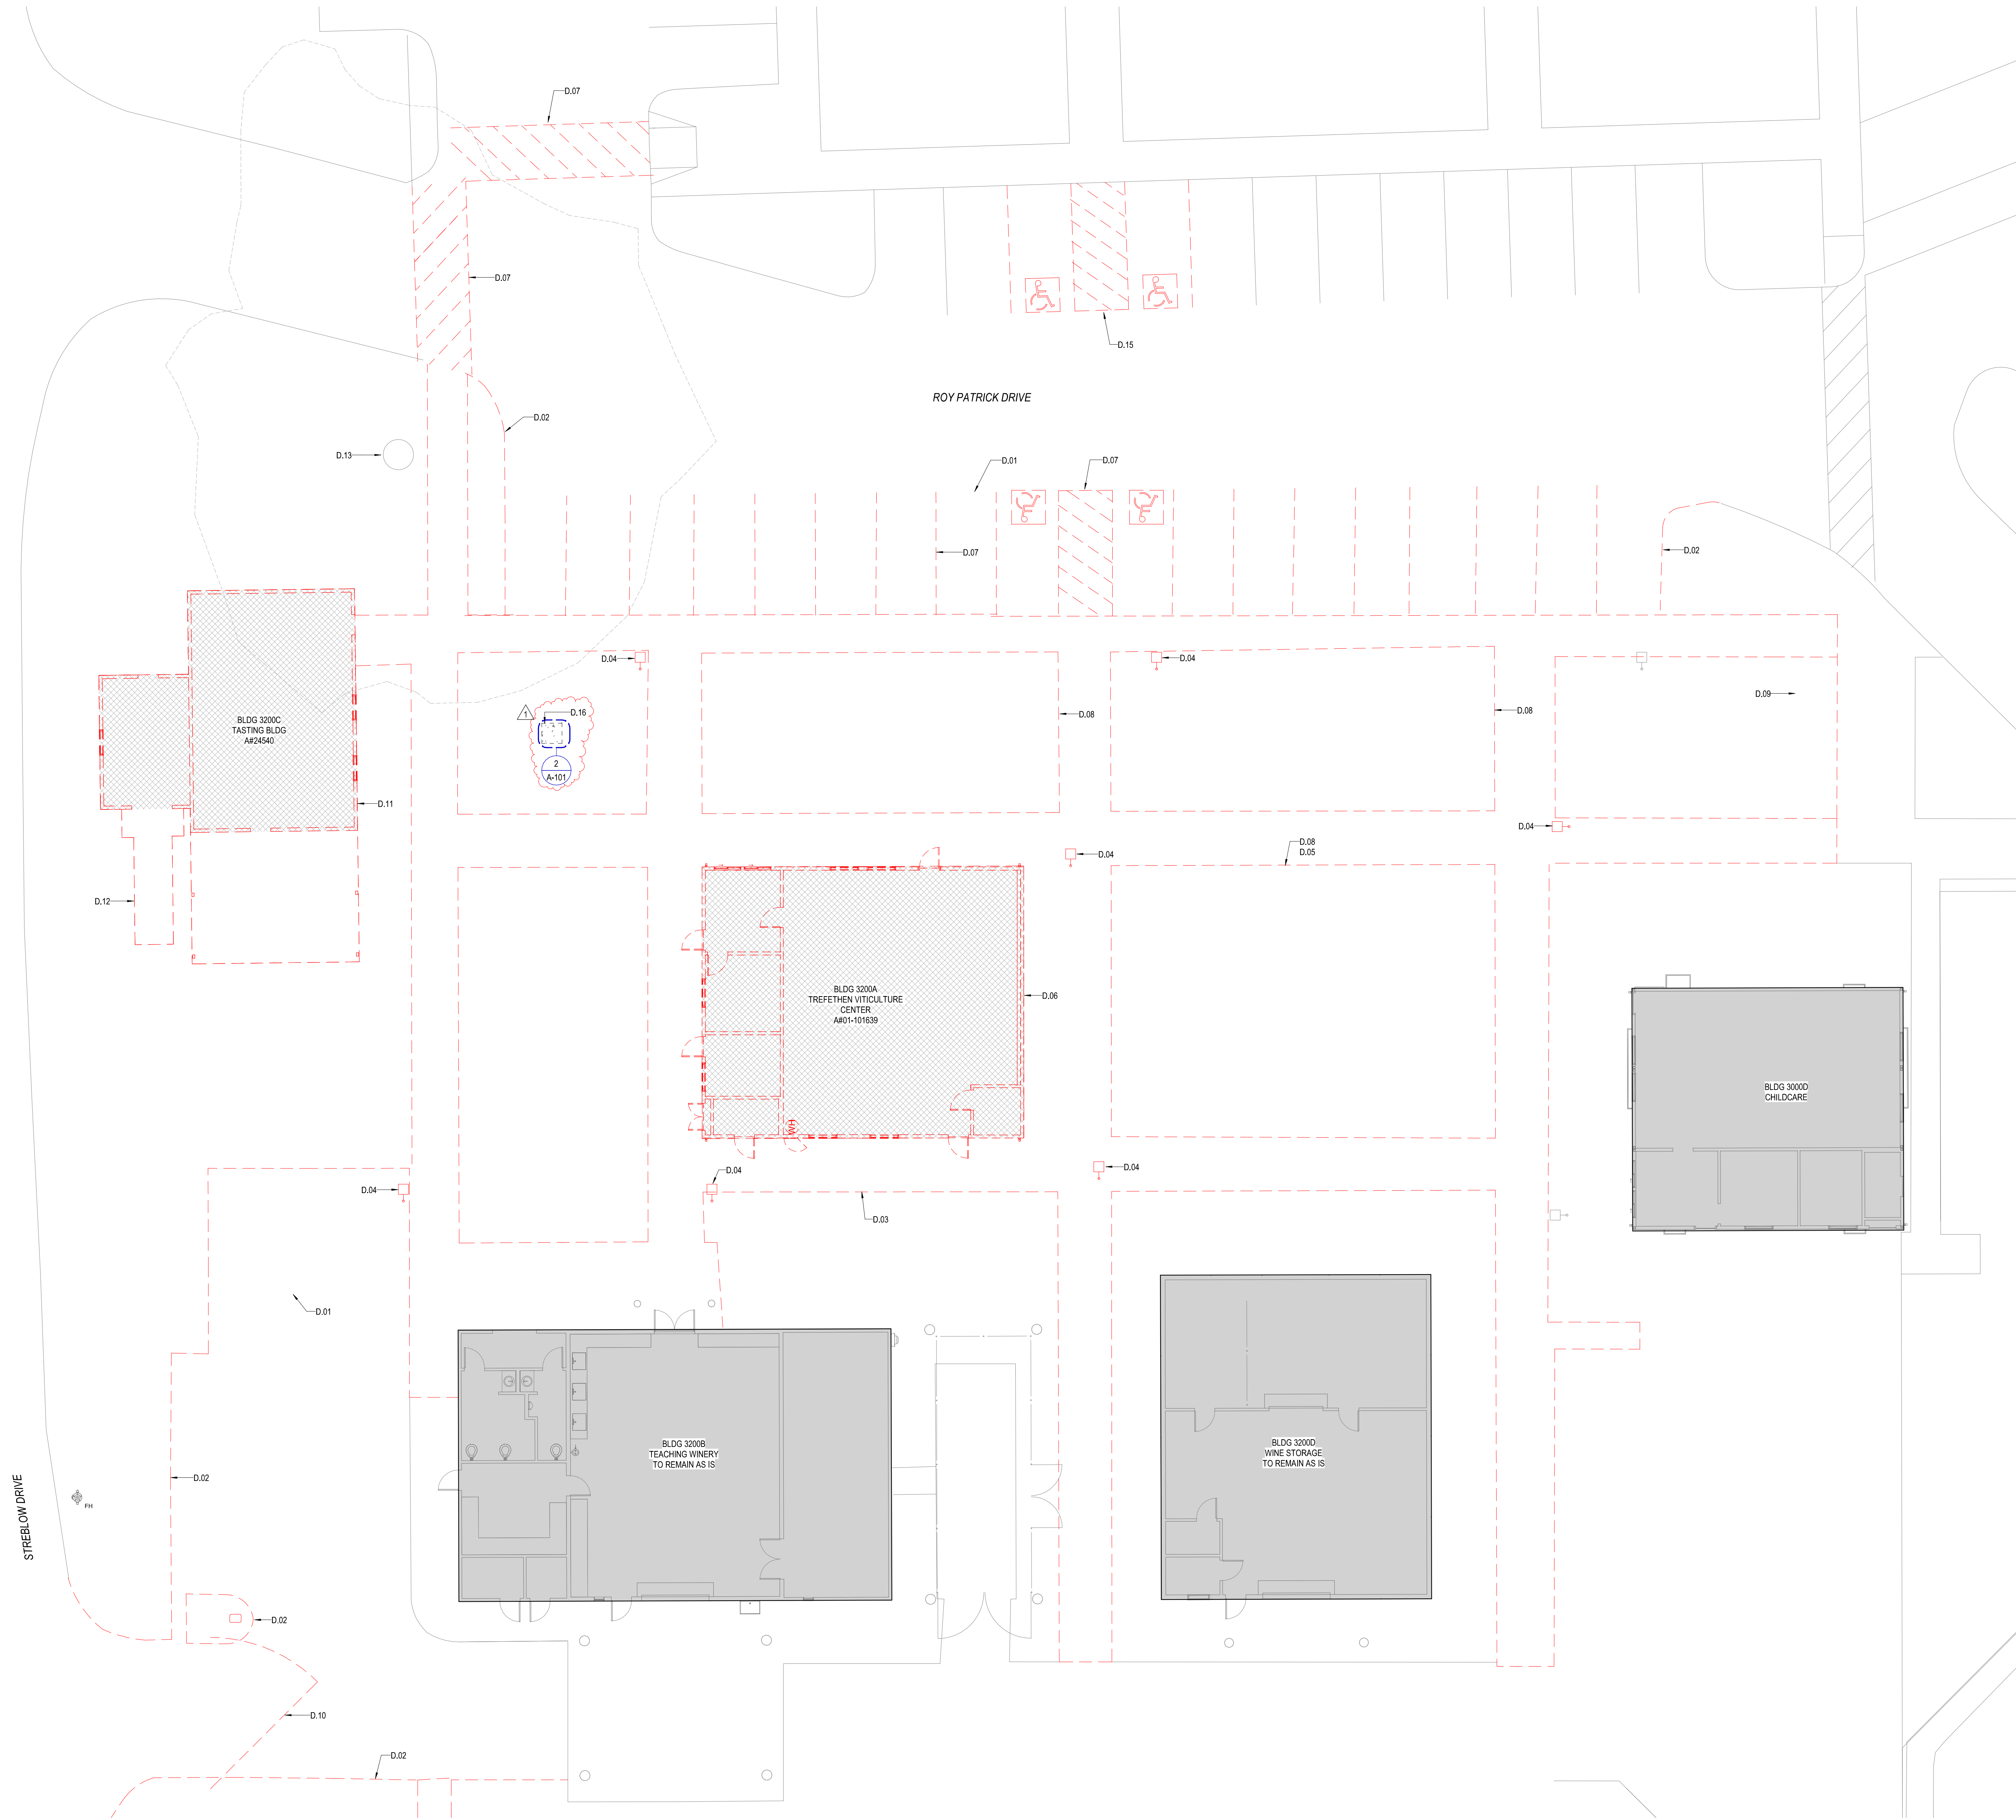 D.07
D.07
D.15
ROY PATRICK DRIVE
D.02
D.13
D.01
D.07
D.07
D.02
D.04
D.04
D.09
1
D.16
D.08
D.08
BLDG 3200C
TASTING BLDG
A#24540
2
A-101
D.11
D.04
D.08
D.05
D.04
D.12
BLDG 3200A
TREFETHEN VITICULTURE
CENTER
A#01-101639
D.06
BLDG 3000D
CHILDCARE
WH
D.04
D.04
D.04
D.03
D.01
BLDG 3200B
TEACHING WINERY
TO REMAIN AS IS
BLDG 3200D
WINE STORAGE
TO REMAIN AS IS
D.02
FH
STREBLOW DRIVE
D.02
D.10
D.02